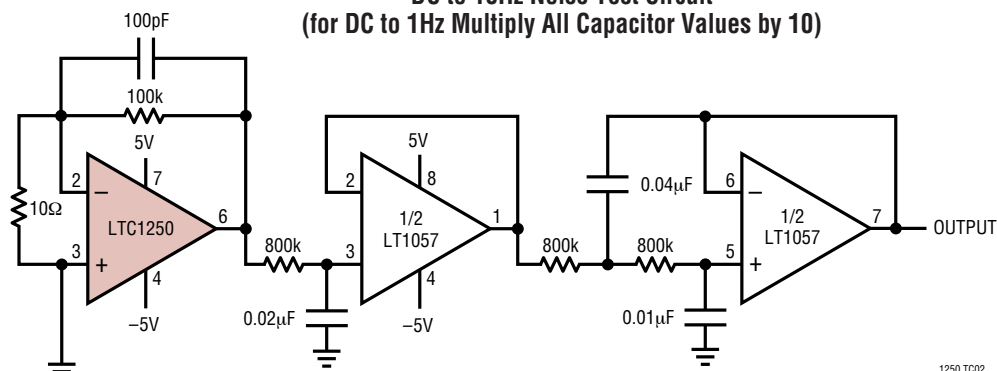 (for DC to 1Hz Multiply All Capacitor Values by 10)
100pF
100k
5V
2
7
–
10Ω
LTC1250
6
3
+
4
–5V
800k
0.02µF
5V
2
8
1/2
LT1057
1
3
4
–5V
800k
800k
0.04µF
0.01µF
6
–
1/2
LT1057
7
5
+
OUTPUT
1250 TC02